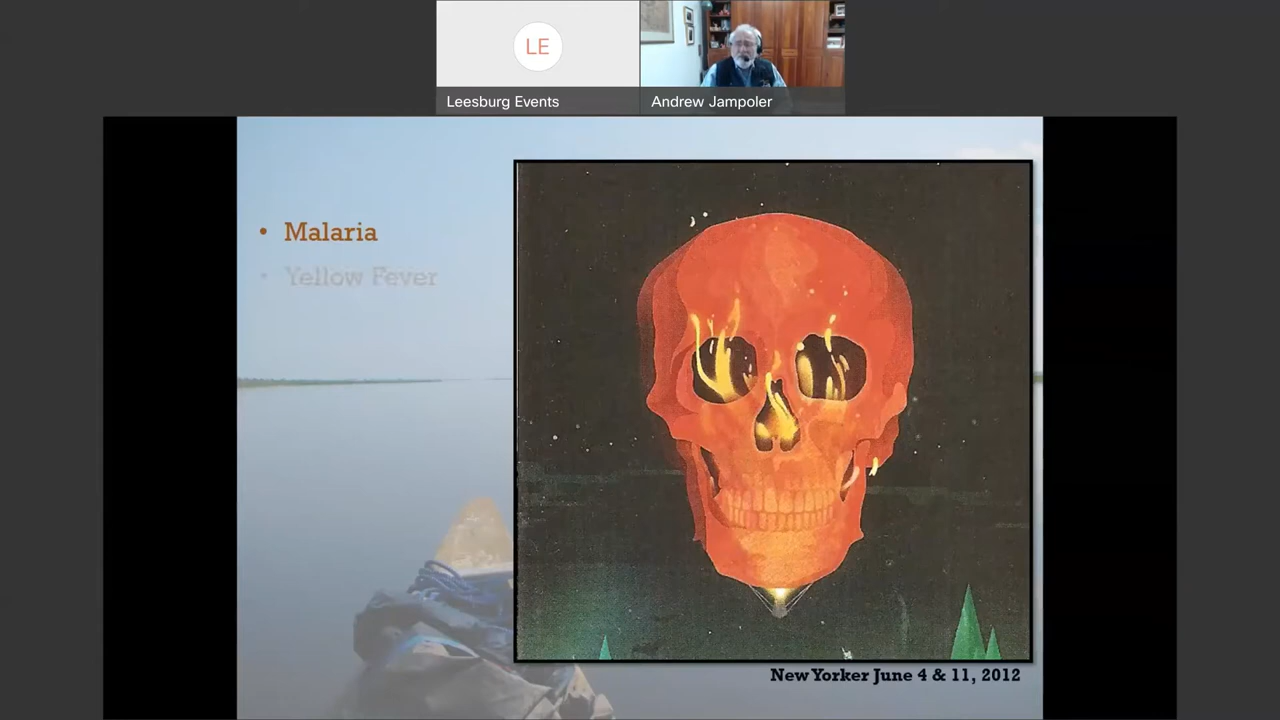 LE
Leesburg Events
Andrew Jampoler
• Malaria
• Yellow Fever
New Yorker June 4 & 11, 2012